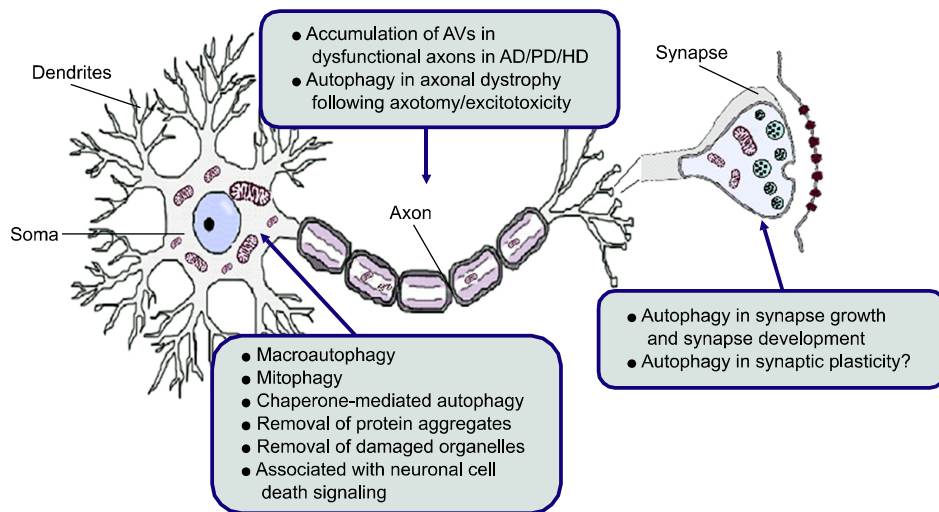 ● Accumulation of AVs in
dysfunctional axons in AD/PD/HD
● Autophagy in axonal dystrophy
following axotomy/excitotoxicity
Dendrites
Synapse
Soma
Axon
● Macroautophagy
● Mitophagy
● Chaperone-mediated autophagy
● Removal of protein aggregates
● Removal of damaged organelles
● Associated with neuronal cell
death signaling
● Autophagy in synapse growth
and synapse development
● Autophagy in synaptic plasticity?